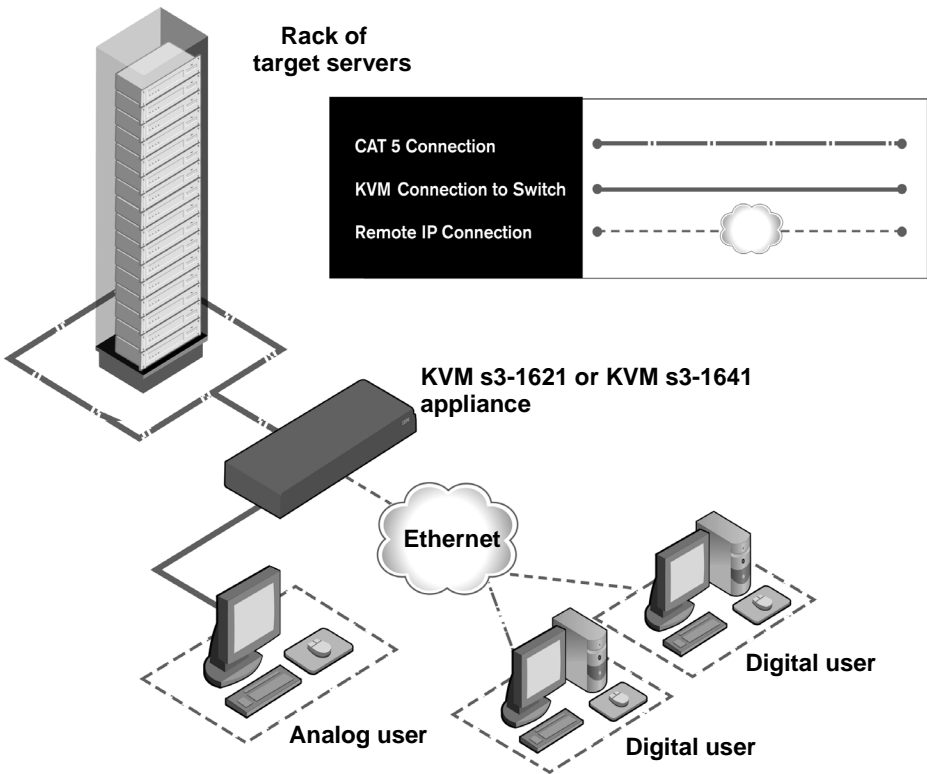 Rack of
target servers
CAT 5 Connection
KVM Connection to Switch
Remote IP Connection
KVM s3-1621 or KVM s3-1641
appliance
Ethernet
Digital user
Analog user
Digital user